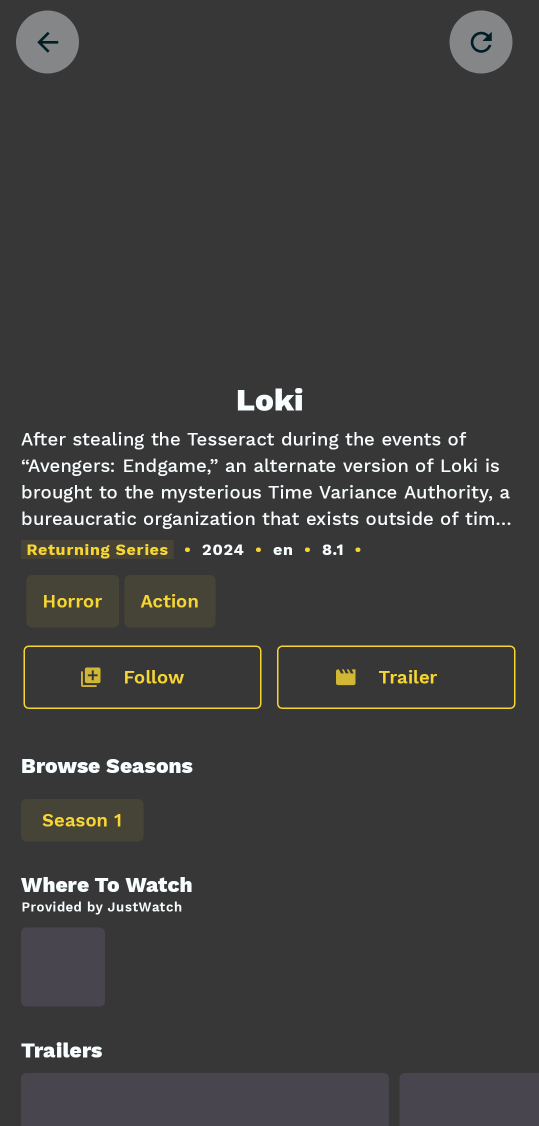 Loki
After stealing the Tesseract during the events of
“Avengers: Endgame,” an alternate version of Loki is
brought to the mysterious Time Variance Authority, a
bureaucratic organization that exists outside of tim…
Returning Series • 2024 • en • 8.1 •
Horror Action
Follow Trailer
Browse Seasons
Season 1
Where To Watch
Provided by JustWatch
Trailers